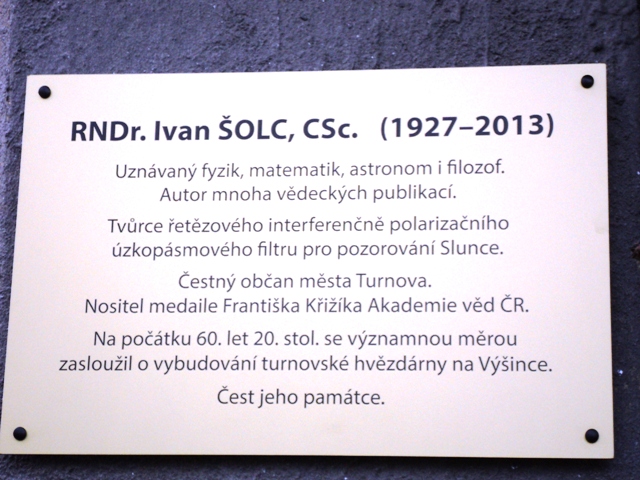 RNDr. Ivan ŠOLC, CSc. (1927–2013)
Uznávaný fyzik, matematik, astronom i filozof.
Autor mnoha vědeckých publikací.
Tvůrce řetězového interferenčně polarizačního
úzkopásmového filtru pro pozorování Slunce.
Čestný občan města Turnova.
Nositel medaile Františka Křižíka Akademie věd ČR.
Na počátku 60. let 20. stol. se významnou měrou
zasloužil o vybudování turnovské hvězdárny na Výšince.
Čest jeho památce.